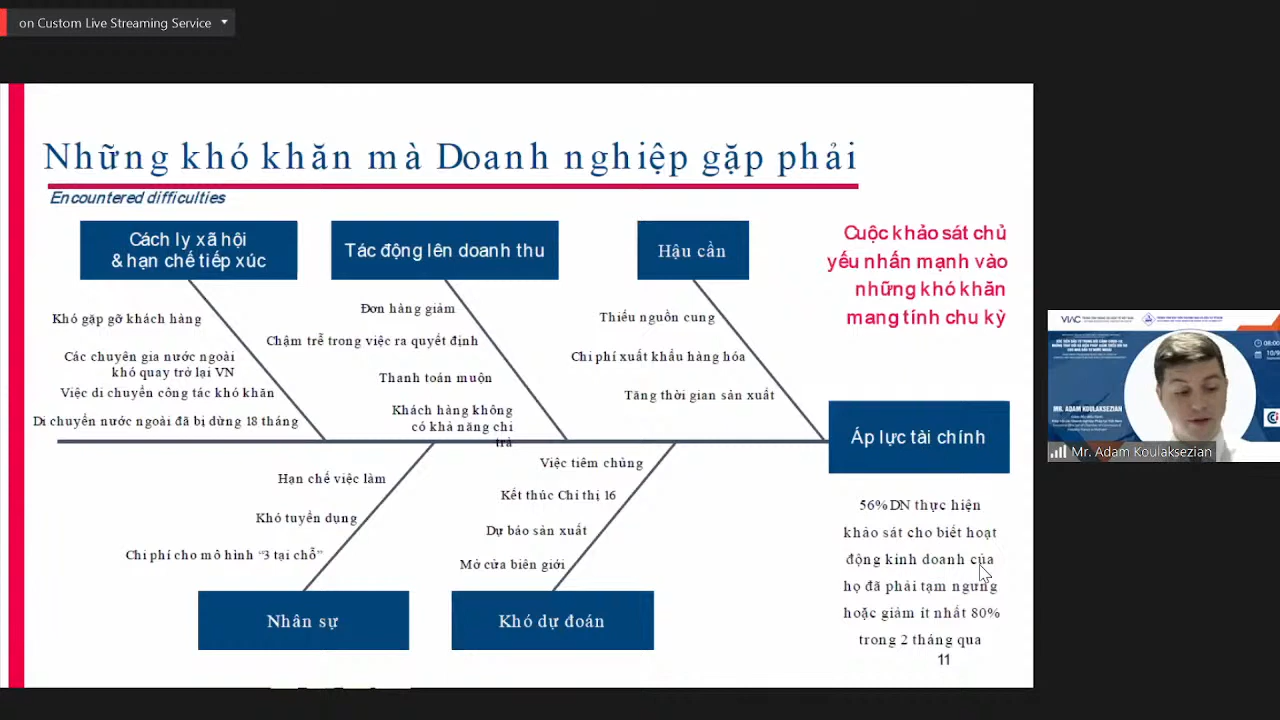 on Custom Live Streaming Service
Những khó khăn mà Doanh nghiệp gặp phải
Encountered difficulties
Cách ly xã hội
& hạn chế tiếp xúc
Tác động lên doanh thu
Hậu cần
Cuộc khảo sát chủ
yếu nhấn mạnh vào
những khó khăn
mang tính chu kỳ
Khó gặp gỡ khách hàng
Các chuyên gia nước ngoài
khó quay trở lại VN
Việc di chuyển công tác khó khăn
Di chuyển nước ngoài đã bị dừng 18 tháng
Đơn hàng giảm
Chậm trễ trong việc ra quyết định
Thanh toán muộn
Khách hàng không
có khả năng chi
trả
Thiếu nguồn cung
Chi phí xuất khẩu hàng hóa
Tăng thời gian sản xuất
Áp lực tài chính
Hạn chế việc làm
Khó tuyển dụng
Chi phí cho mô hình “3 tại chỗ”
Việc tiêm chủng
Kết thúc Chỉ thị 16
Dự báo sản xuất
Mở cửa biên giới
Nhân sự
Khó dự đoán
56% DN thực hiện
khảo sát cho biết hoạt
động kinh doanh của
họ đã phải tạm ngưng
hoặc giảm ít nhất 80%
trong 2 tháng qua
11
VIAC
MR. ADAM KOULAKSEZIAN
Mr. Adam Koulaksezian